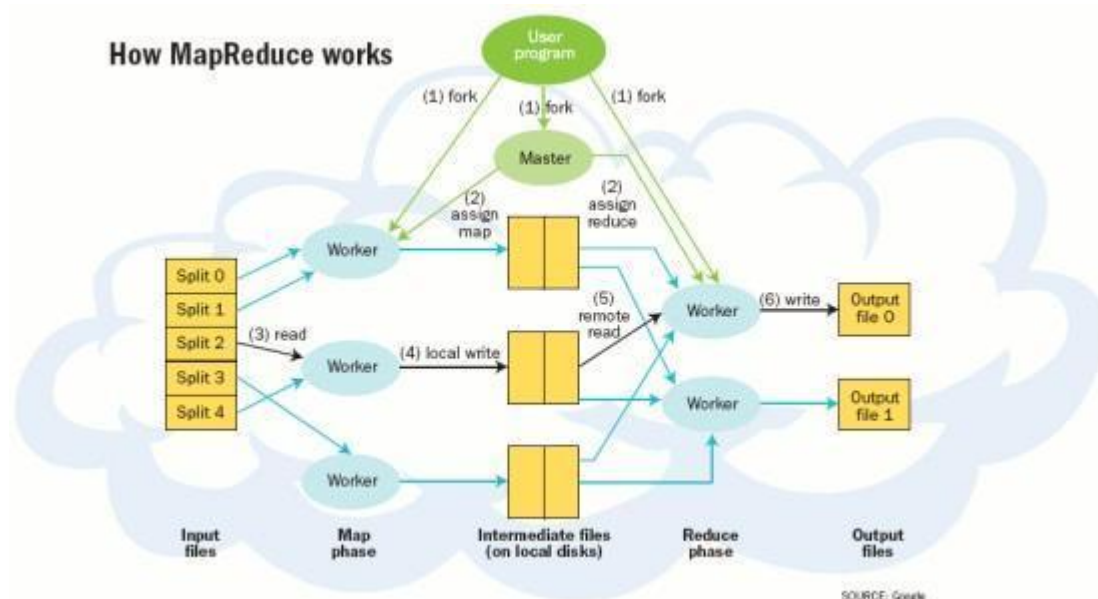 How MapReduce works
User
program
(1) fork
(1) fork
(1) fork
Master
(2)
assign
map
(2)
assign
reduce
Worker
Split 0
Split 1
Split 2
Split 3
Split 4
(3) read
Worker
(4) local write
(5)
remote
read
Worker
(6) write
Output
file 0
Worker
Output
file 1
Worker
Input
files
Map
phase
Intermediate files
(on local disks)
Reduce
phase
Output
files
SOURCE: Google